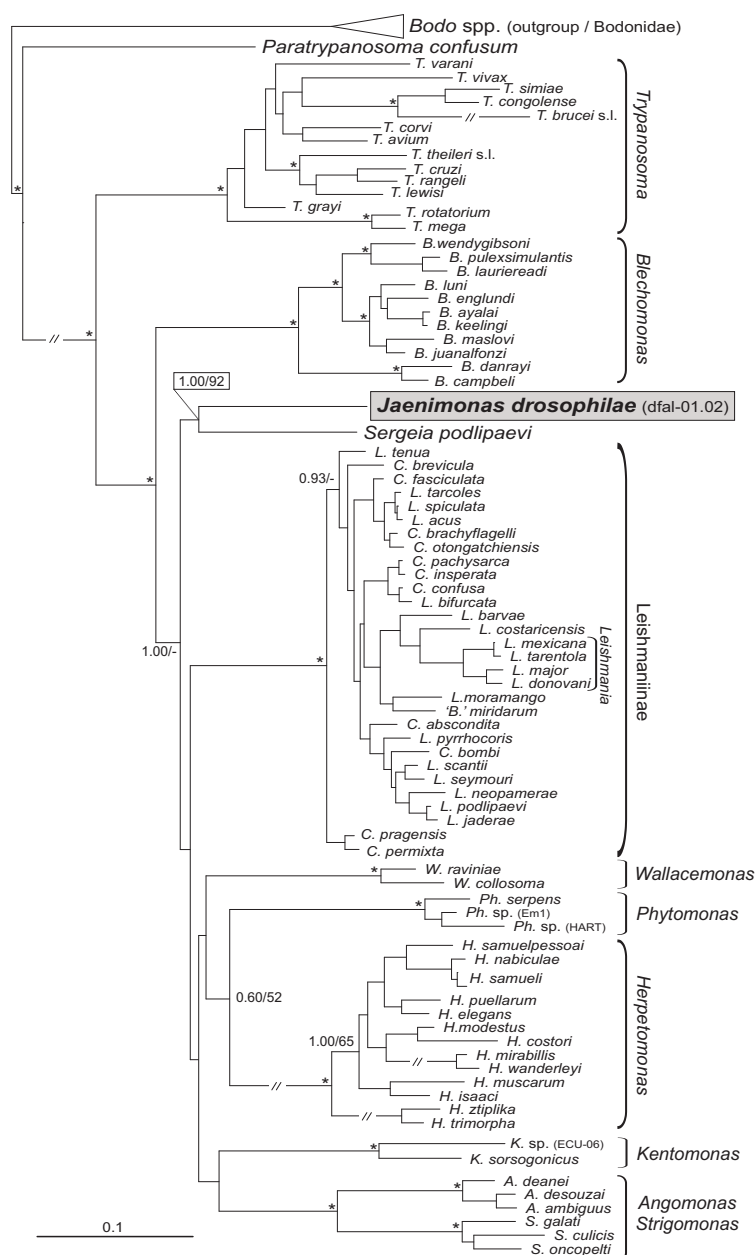 Bodo spp. (outgroup / Bodonidae)
Paratrypanosoma confusum
T. varani
T. vivax
T. simiae
T. congolense
T. brucei s.l.
T. corvi
T. avium
T. theileri s.l.
T. cruzi
T. rangeli
T. lewisi
T. grayi
T. rotatorium
T. mega
Trypanosoma
B.wendygibsoni
B. pulexsimulantis
B. lauriereadi
B. luni
B. englundi
B. ayalai
B. keelingi
B. maslovi
B. juanalfonzi
B. danrayi
B. campbeli
Blechomonas
1.00/92
Jaenimonas drosophilae (dfal-01.02)
Sergeia podlipaevi
L. tenua
0.93/-
C. brevicula
C. fasciculata
L. tarcoles
L. spiculata
L. acus
C. brachyflagelli
C. otongatchiensis
C. pachysarca
C. insperata
C. confusa
L. bifurcata
L. barvae
L. costaricensis
L. mexicana
L. tarentola
L. major
L. donovani
Leishmania
1.00/-
L.moramango
‘B.’ miridarum
C. abscondita
L. pyrrhocoris
C. bombi
L. scantii
L. seymouri
L. neopamerae
L. podlipaevi
L. jaderae
C. pragensis
C. permixta
Leishmaniinae
W. raviniae
W. collosoma
Wallacemonas
Ph. serpens
Ph. sp. (Em1)
Ph. sp. (HART)
Phytomonas
0.60/52
H. samuelpessoai
H. nabiculae
H. samueli
H. puellarum
H. elegans
1.00/65
H.modestus
H. costori
H. mirabillis
H. wanderleyi
H. muscarum
H. isaaci
H. ztiplika
H. trimorpha
Herpetomonas
K. sp. (ECU-06)
K. sorsogonicus
Kentomonas
A. deanei
A. desouzai
A. ambiguus
S. galati
S. culicis
S. oncopelti
Angomonas
Strigomonas
0.1